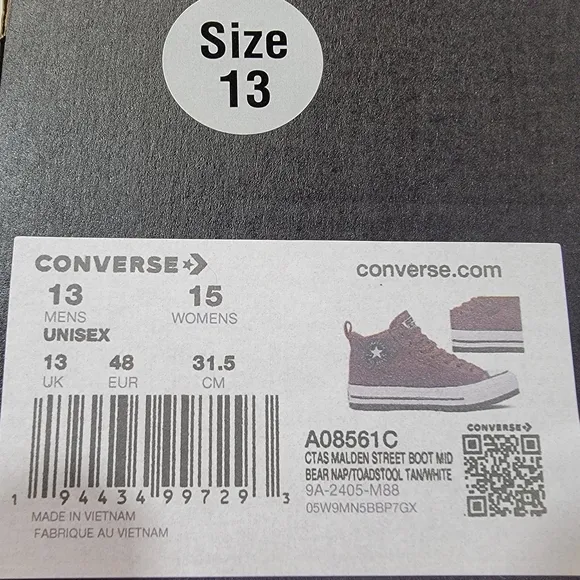 Size
13
CONVERSE
converse.com
13 15
MENS WOMENS
UNISEX
13 48 31.5
UK EUR CM
A08561C
CTAS MALDEN STREET BOOT MID
BEAR NAP/TOADSTOOL TAN/WHITE
9A-2405-M88
05W9MN5BBP7GX
CONVERSE
1 94434 99729 3
MADE IN VIETNAM
FABRIQUE AU VIETNAM